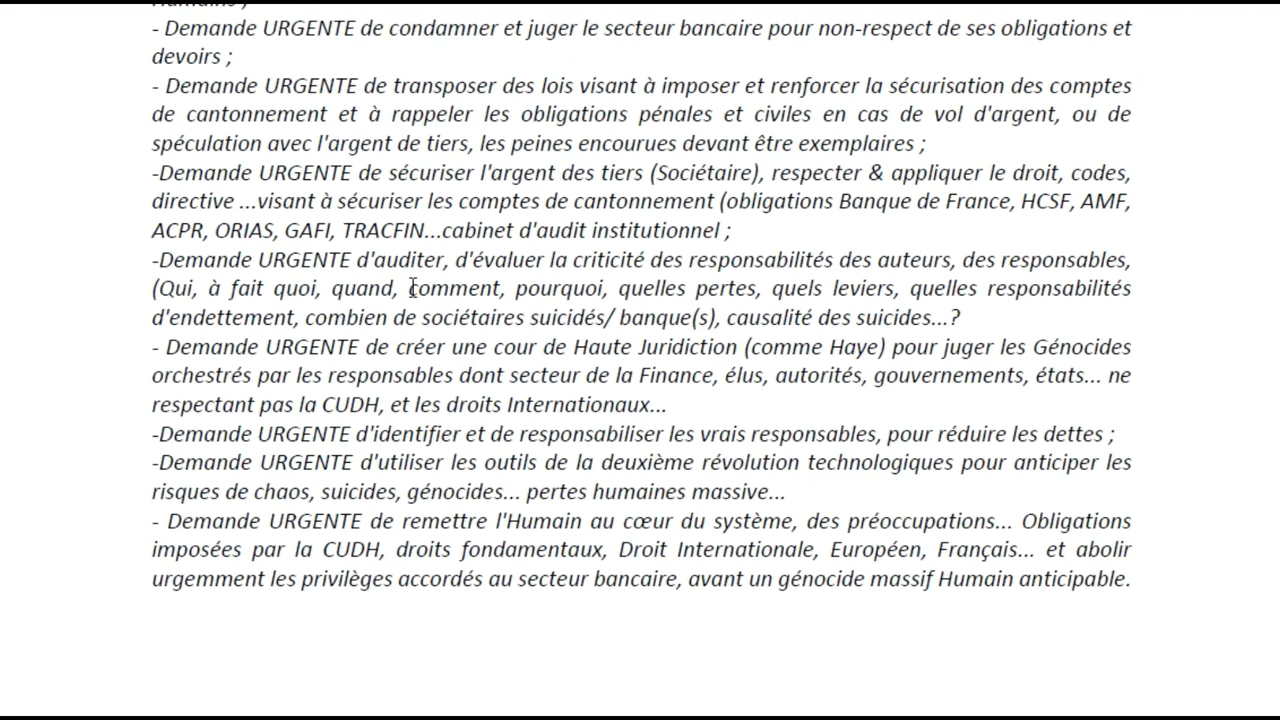 - Demande URGENTE de condamner et juger le secteur bancaire pour non-respect de ses obligations et
devoirs ;
- Demande URGENTE de transposer des lois visant à imposer et renforcer la sécurisation des comptes
de cantonnement et à rappeler les obligations pénales et civiles en cas de vol d'argent, ou de
spéculation avec l'argent de tiers, les peines encourues devant être exemplaires ;
-Demande URGENTE de sécuriser l'argent des tiers (Sociétaire), respecter & appliquer le droit, codes,
directive ...visant à sécuriser les comptes de cantonnement (obligations Banque de France, HCSF, AMF,
ACPR, ORIAS, GAFI, TRACFIN...cabinet d'audit institutionnel ;
-Demande URGENTE d'auditer, d'évaluer la criticité des responsabilités des auteurs, des responsables,
(Qui, à fait quoi, quand, comment, pourquoi, quelles pertes, quels leviers, quelles responsabilités
d'endettement, combien de sociétaires suicidés/ banque(s), causalité des suicides...?
- Demande URGENTE de créer une cour de Haute Juridiction (comme Haye) pour juger les Génocides
orchestrés par les responsables dont secteur de la Finance, élus, autorités, gouvernements, états... ne
respectant pas la CUDH, et les droits Internationaux...
-Demande URGENTE d'identifier et de responsabiliser les vrais responsables, pour réduire les dettes ;
-Demande URGENTE d'utiliser les outils de la deuxième révolution technologiques pour anticiper les
risques de chaos, suicides, génocides... pertes humaines massive...
- Demande URGENTE de remettre l'Humain au cœur du système, des préoccupations... Obligations
imposées par la CUDH, droits fondamentaux, Droit Internationale, Européen, Français... et abolir
urgemment les privilèges accordés au secteur bancaire, avant un génocide massif Humain anticipable.